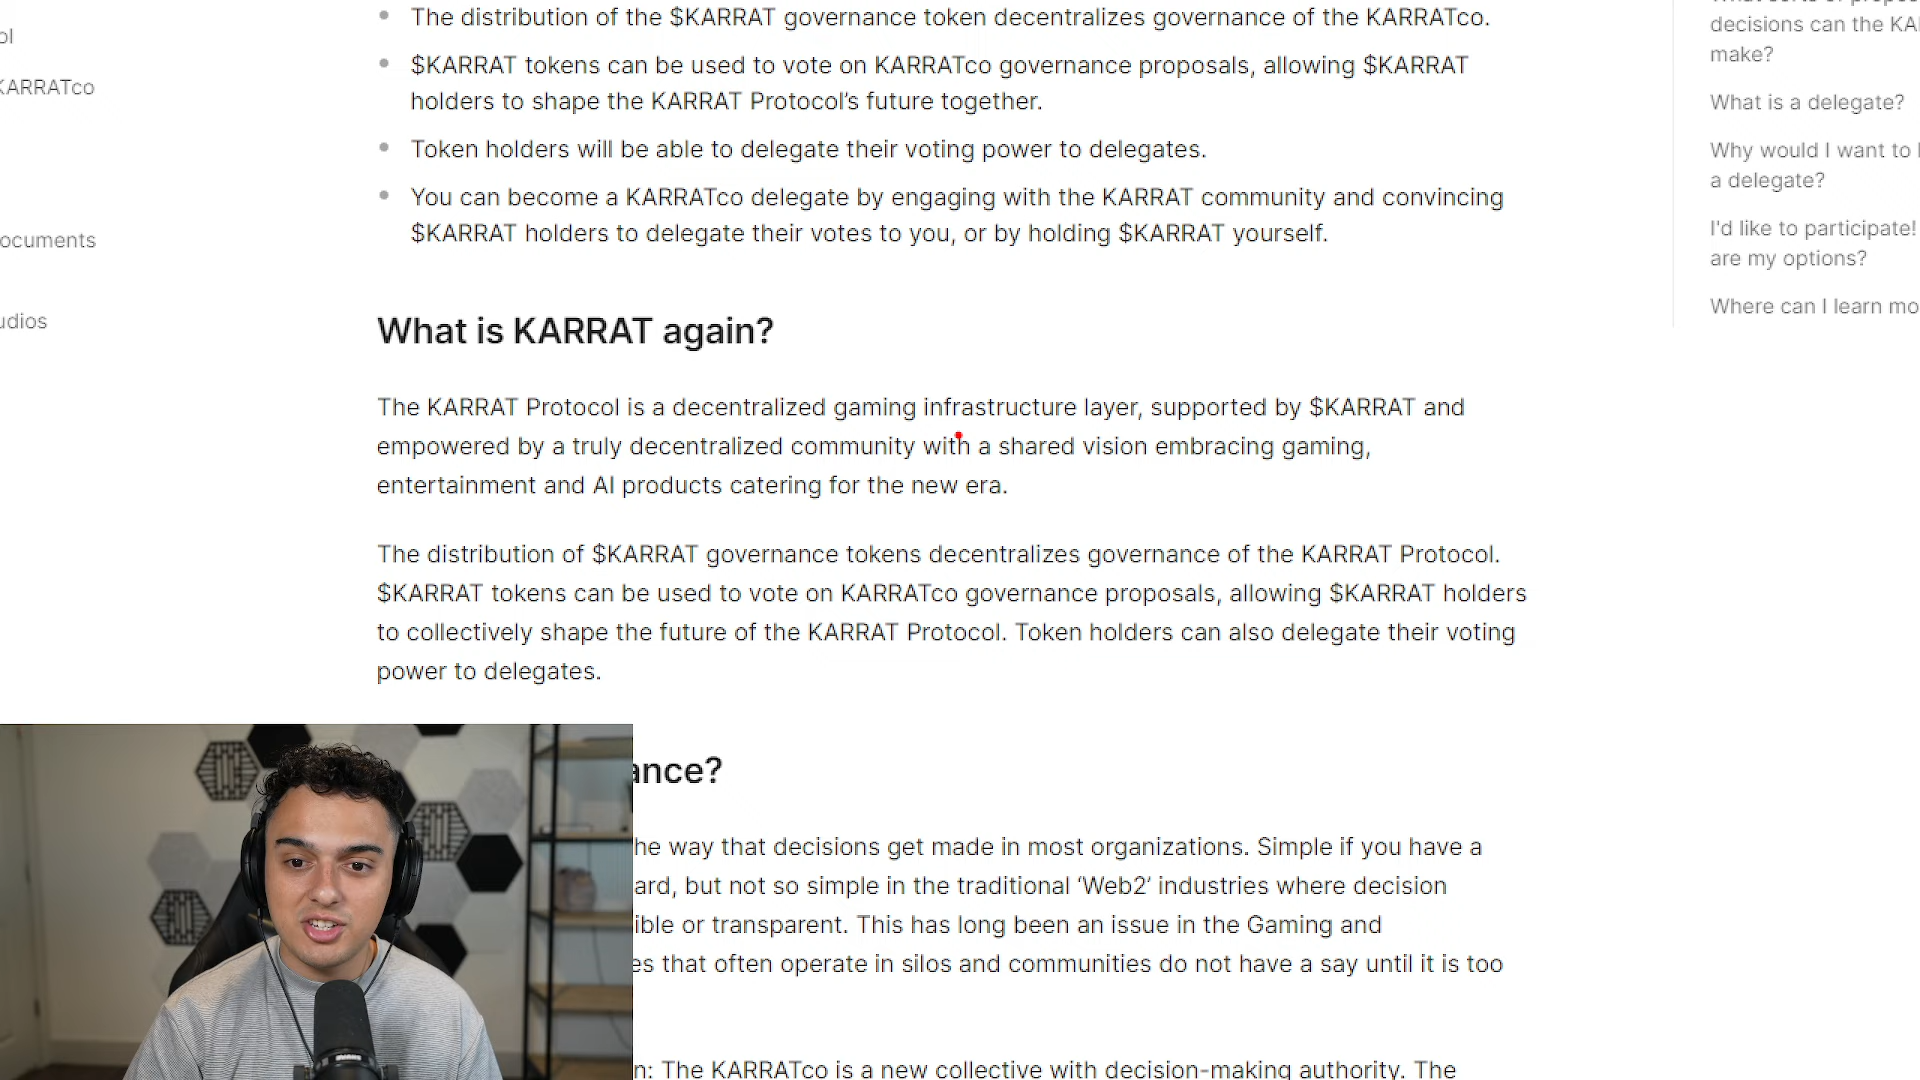 The distribution of the $KARRAT governance token decentralizes governance of the KARRATco.
$KARRAT tokens can be used to vote on KARRATco governance proposals, allowing $KARRAT
holders to shape the KARRAT Protocol's future together.
Token holders will be able to delegate their voting power to delegates.
You can become a KARRATco delegate by engaging with the KARRAT community and convincing
$KARRAT holders to delegate their votes to you, or by holding $KARRAT yourself.
What is KARRAT again?
The KARRAT Protocol is a decentralized gaming infrastructure layer, supported by $KARRAT and
empowered by a truly decentralized community with a shared vision embracing gaming,
entertainment and AI products catering for the new era.
The distribution of $KARRAT governance tokens decentralizes governance of the KARRAT Protocol.
$KARRAT tokens can be used to vote on KARRATco governance proposals, allowing $KARRAT holders
to collectively shape the future of the KARRAT Protocol. Token holders can also delegate their voting
power to delegates.
ance?
he way that decisions get made in most organizations. Simple if you have a
ard, but not so simple in the traditional ‘Web2’ industries where decision
ible or transparent. This has long been an issue in the Gaming and
es that often operate in silos and communities do not have a say until it is too
n: The KARRATco is a new collective with decision-making authority. The
ol
KARRATco
ocuments
udios
decisions can the KA
make?
What is a delegate?
Why would I want to
a delegate?
I'd like to participate!
are my options?
Where can I learn mo